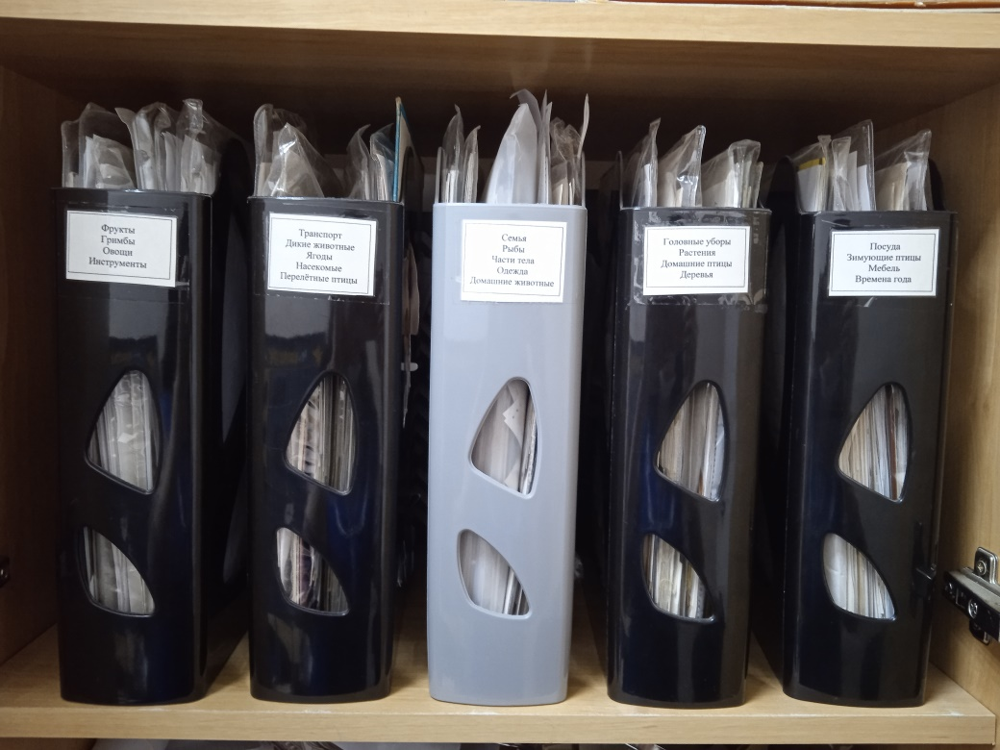 Фрукты
Гримбы
Овощи
Инструменты
Транспорт
Дикие животные
Ягоды
Насекомые
Перелётные птицы
Семья
Рыбы
Части тела
Одежда
Домашние животные
Головные уборы
Растения
Домашние птицы
Деревья
Посуда
Зимующие птицы
Мебель
Времена года